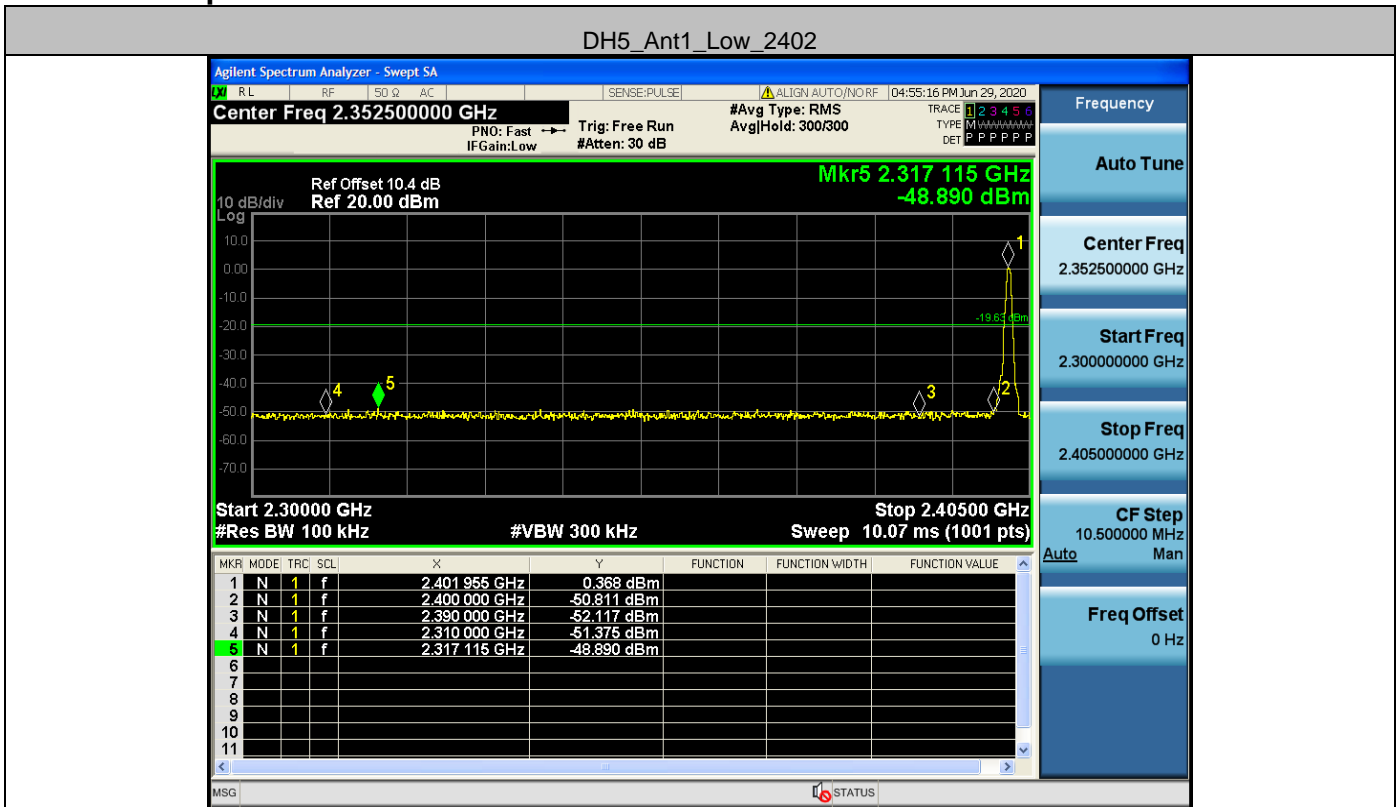 DH5_Ant1_Low_2402
Agilent Spectrum Analyzer - Swept SA
LXI RL RF 50 Ω AC SENSE:PULSE ALIGN AUTO/NO RF 04:55:16 PM Jun 29, 2020
Center Freq 2.352500000 GHz
PNO: Fast
IFGain:Low
Trig: Free Run
#Atten: 30 dB
#Avg Type: RMS
Avg|Hold: 300/300
TRACE 1 2 3 4 5 6
TYPE M W W W W W
DET P P P P P P
Mkr5 2.317 115 GHz
-48.890 dBm
Ref Offset 10.4 dB
10 dB/div Ref 20.00 dBm
Log
10.0
0.00
-10.0
-20.0
-30.0
-40.0
-50.0
-60.0
-70.0
-19.63 dBm
1
2
3
4
5
Start 2.30000 GHz Stop 2.40500 GHz
#Res BW 100 kHz #VBW 300 kHz Sweep 10.07 ms (1001 pts)
MKR MODE TRC SCL X Y FUNCTION FUNCTION WIDTH FUNCTION VALUE
1 N 1 f 2.401 955 GHz 0.368 dBm
2 N 1 f 2.400 000 GHz -50.811 dBm
3 N 1 f 2.390 000 GHz -52.117 dBm
4 N 1 f 2.310 000 GHz -51.375 dBm
5 N 1 f 2.317 115 GHz -48.890 dBm
6
7
8
9
10
11
MSG STATUS
Frequency
Auto Tune
Center Freq
2.352500000 GHz
Start Freq
2.300000000 GHz
Stop Freq
2.405000000 GHz
CF Step
10.500000 MHz
Auto Man
Freq Offset
0 Hz